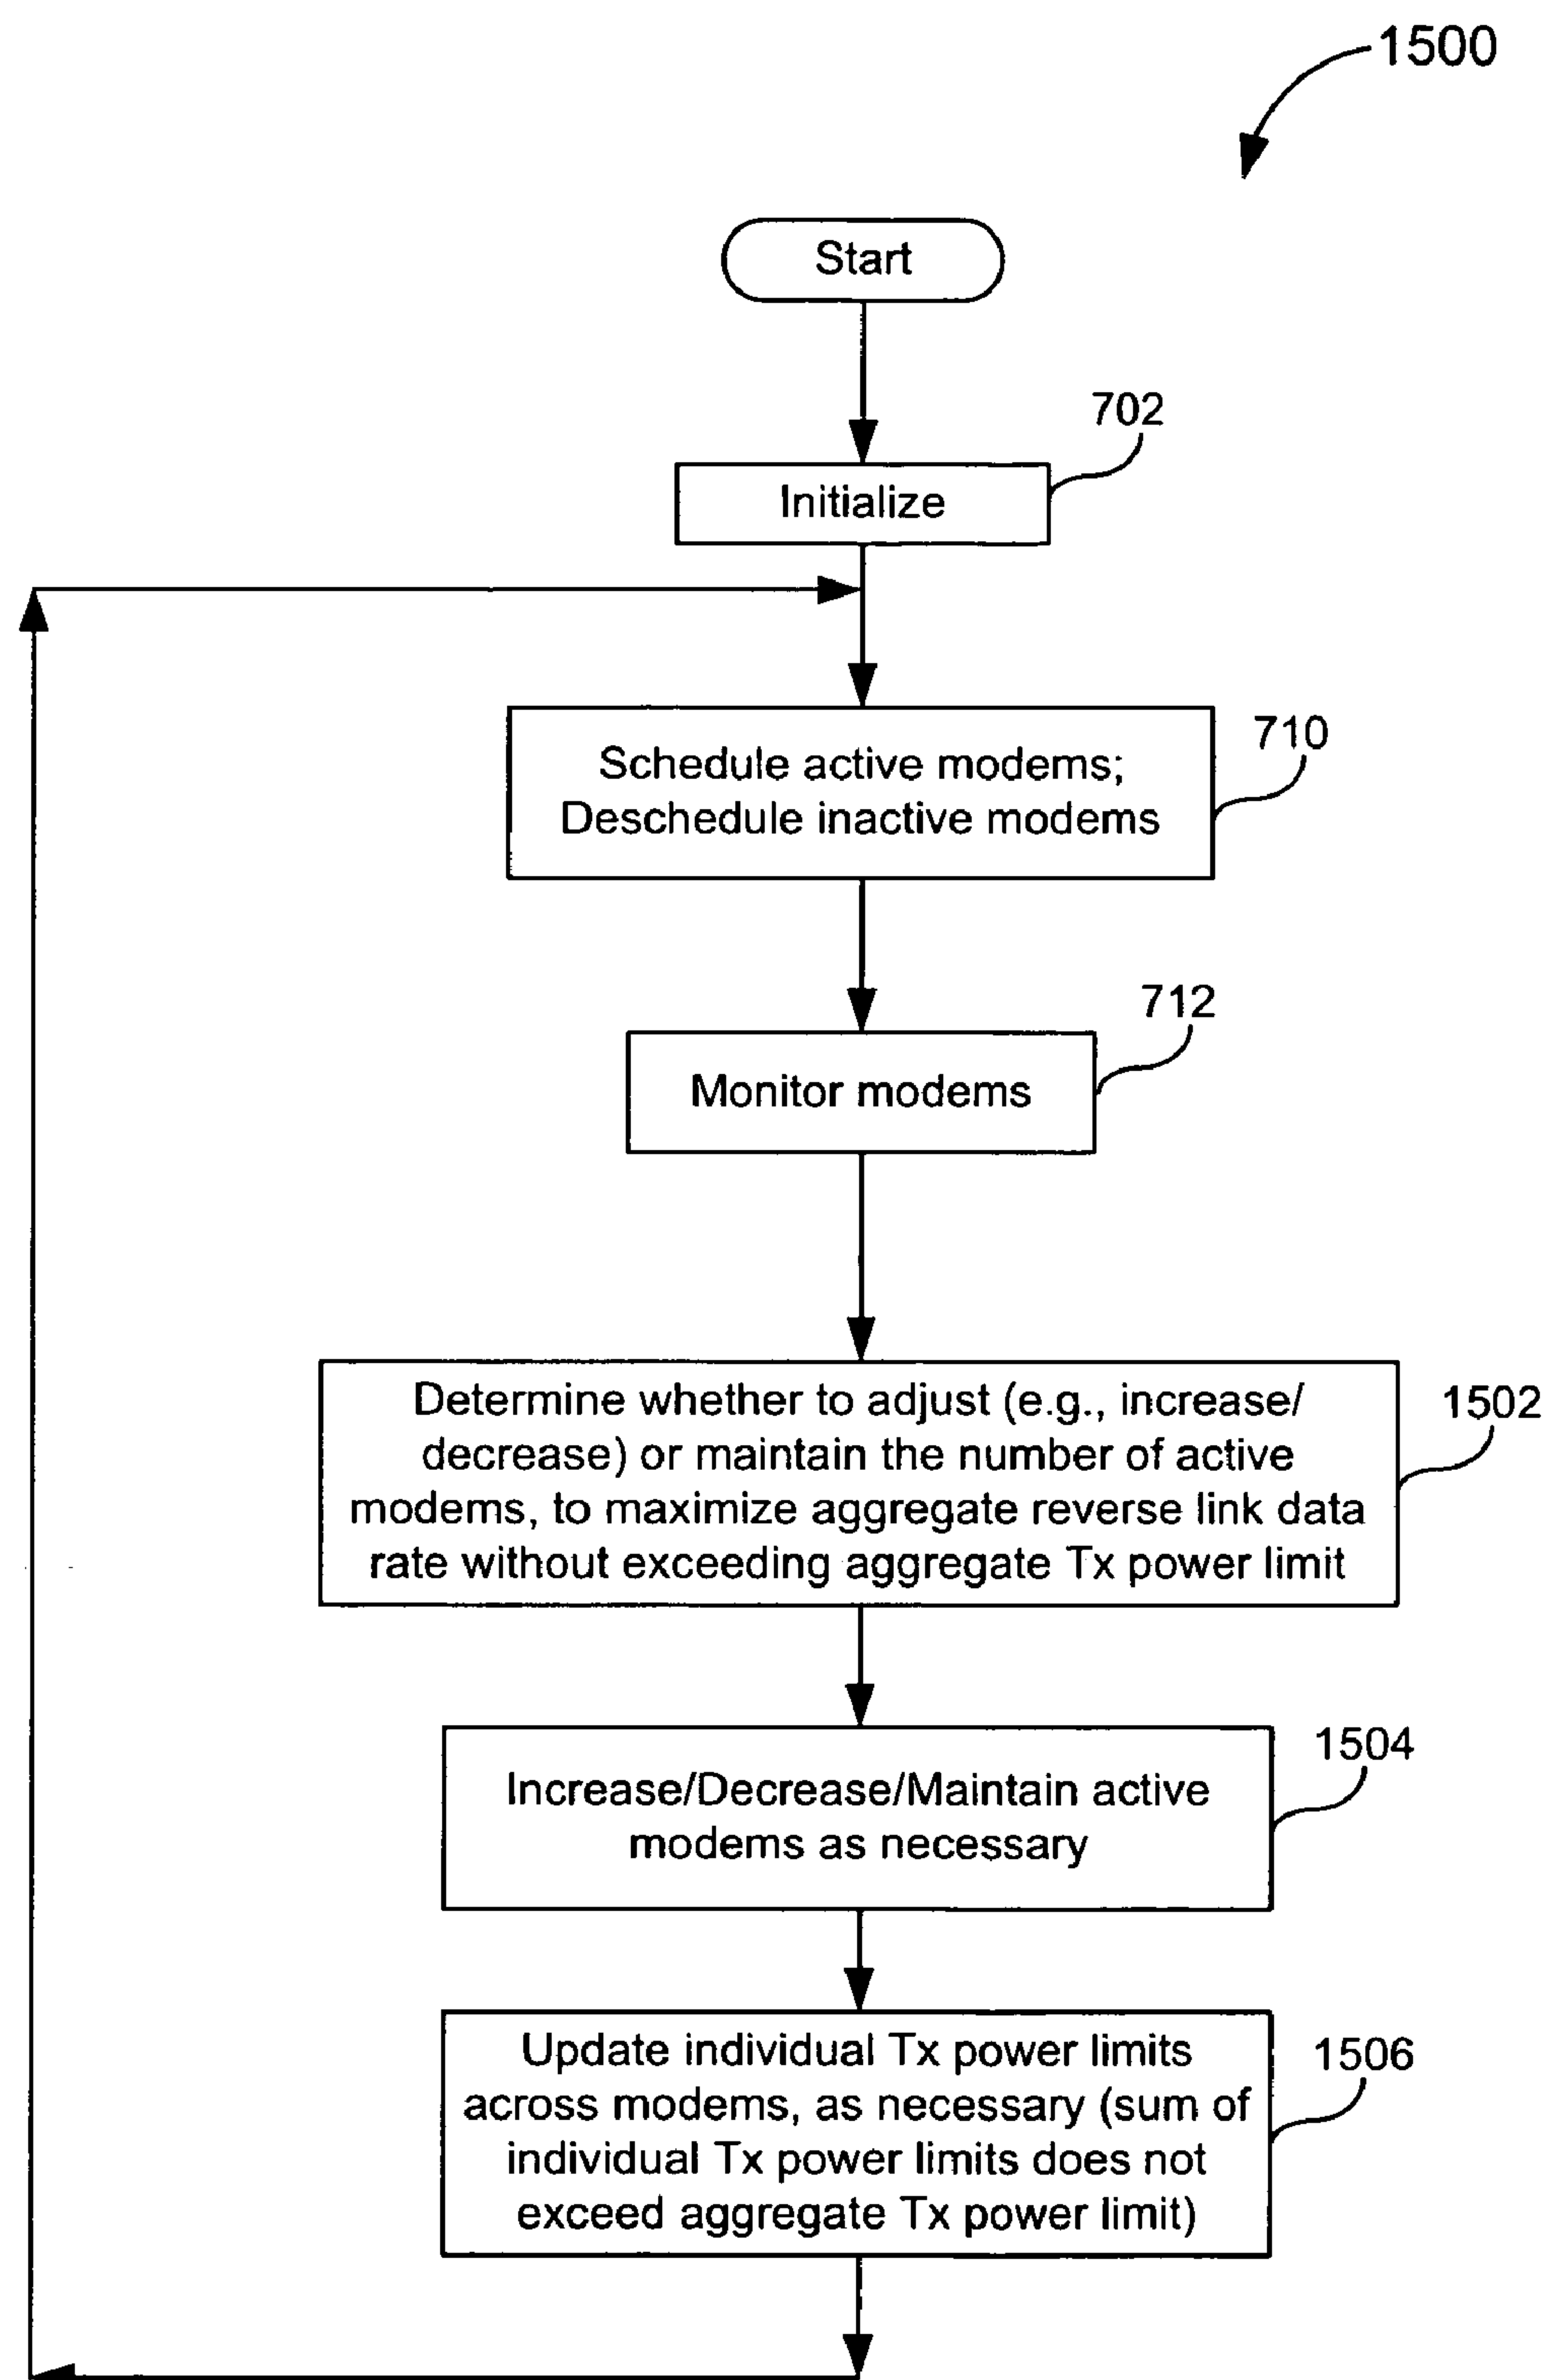 1500
Start
702
Initialize
710
Schedule active modems;
Deschedule inactive modems
712
Monitor modems
1502
Determine whether to adjust (e.g., increase/
decrease) or maintain the number of active
modems, to maximize aggregate reverse link data
rate without exceeding aggregate Tx power limit
1504
Increase/Decrease/Maintain active
modems as necessary
1506
Update individual Tx power limits
across modems, as necessary (sum of
individual Tx power limits does not
exceed aggregate Tx power limit)